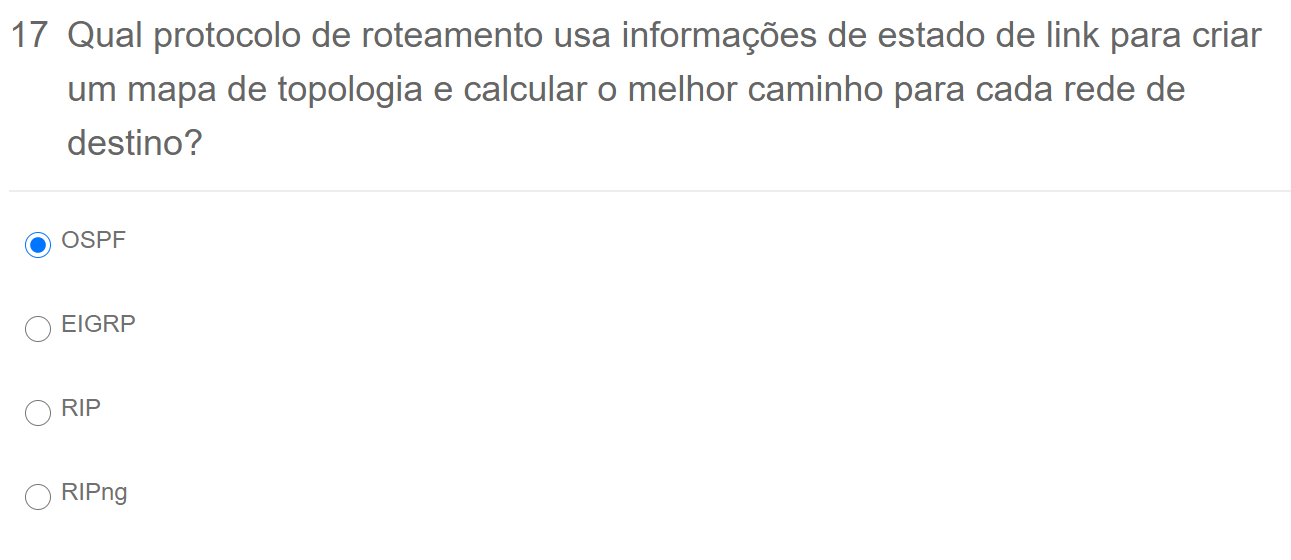 17 Qual protocolo de roteamento usa informações de estado de link para criar
um mapa de topologia e calcular o melhor caminho para cada rede de
destino?
OSPF
EIGRP
RIP
RIPng